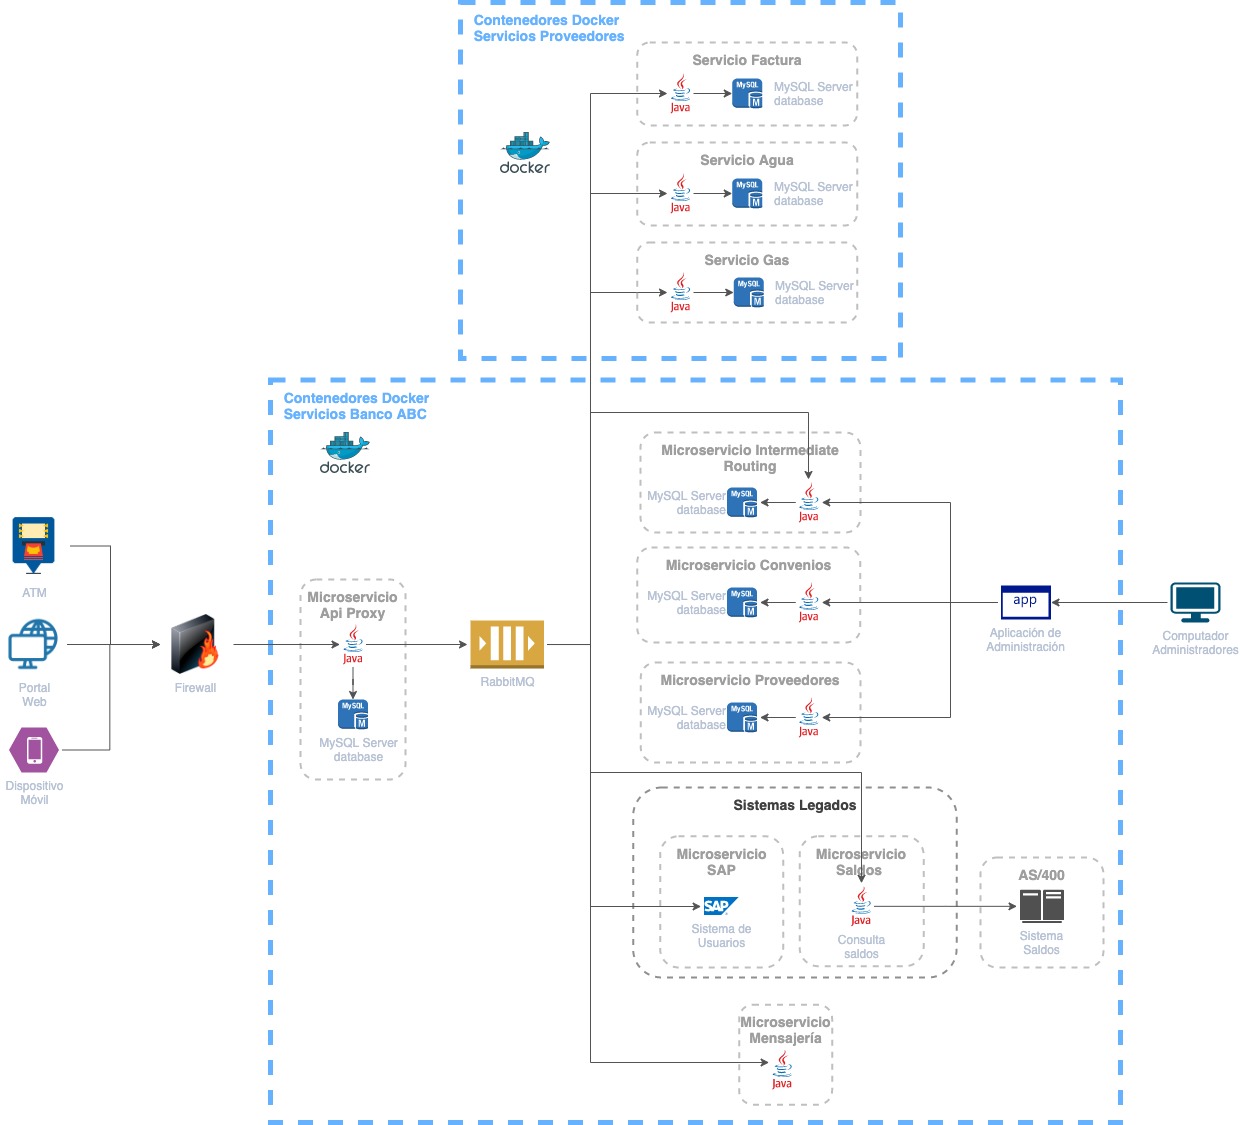 Contenedores Docker
Servicios Proveedores
docker
Servicio Factura
Java
MySQL
M
MySQL Server
database
Servicio Agua
Java
MySQL
M
MySQL Server
database
Servicio Gas
Java
MySQL
M
MySQL Server
database
Contenedores Docker
Servicios Banco ABC
docker
Microservicio Intermediate
Routing
MySQL Server
database
MySQL
M
Java
Microservicio Convenios
MySQL Server
database
MySQL
M
Java
Microservicio Proveedores
MySQL Server
database
MySQL
M
Java
ATM
Portal
Web
Dispositivo
Móvil
Firewall
Microservicio
Api Proxy
Java
MySQL
M
MySQL Server
database
RabbitMQ
app
Aplicación de
Administración
Computador
Administradores
Sistemas Legados
Microservicio
SAP
SAP
Sistema de
Usuarios
Microservicio
Saldos
Java
Consulta
saldos
AS/400
Sistema
Saldos
Microservicio
Mensajería
Java